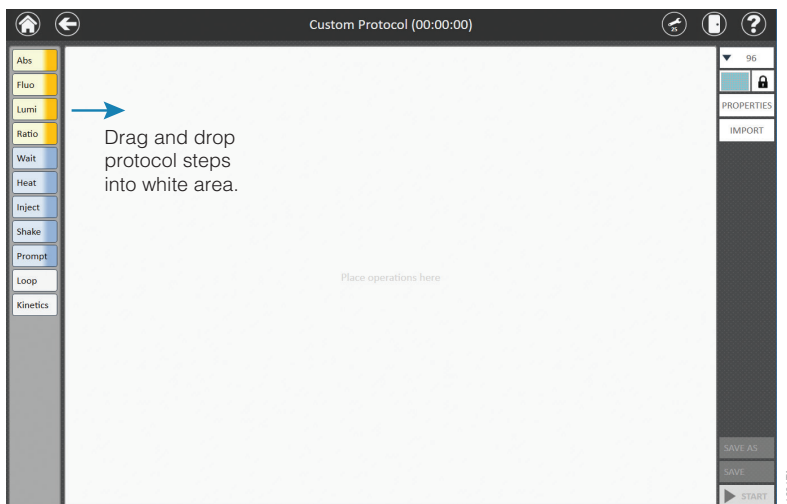 Custom Protocol (00:00:00)
25
?
Abs
Fluo
Lumi
Ratio
Wait
Heat
Inject
Shake
Prompt
Loop
Kinetics
Drag and drop
protocol steps
into white area.
Place operations here
96
PROPERTIES
IMPORT
SAVE AS
SAVE
START